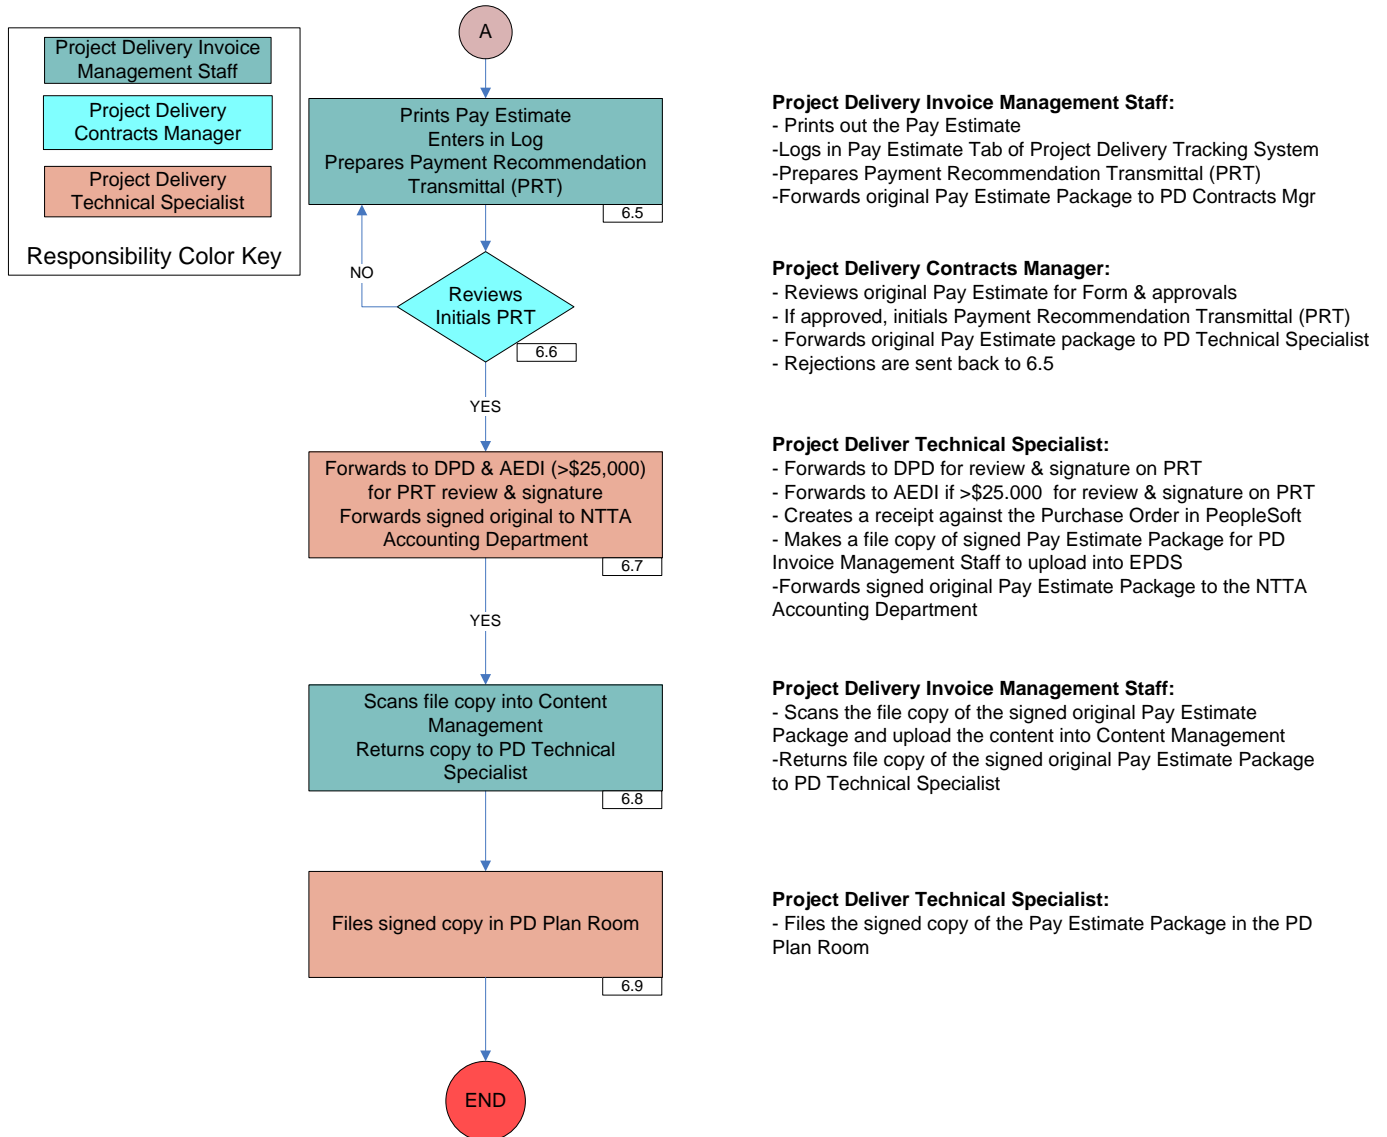 Project Delivery Invoice
Management Staff
Project Delivery
Contracts Manager
Project Delivery
Technical Specialist
Responsibility Color Key
A
Prints Pay Estimate
Enters in Log
Prepares Payment Recommendation
Transmittal (PRT)
6.5
Project Delivery Invoice Management Staff:
- Prints out the Pay Estimate
-Logs in Pay Estimate Tab of Project Delivery Tracking System
-Prepares Payment Recommendation Transmittal (PRT)
-Forwards original Pay Estimate Package to PD Contracts Mgr
NO
Reviews
Initials PRT
6.6
Project Delivery Contracts Manager:
- Reviews original Pay Estimate for Form & approvals
- If approved, initials Payment Recommendation Transmittal (PRT)
- Forwards original Pay Estimate package to PD Technical Specialist
- Rejections are sent back to 6.5
YES
Forwards to DPD & AEDI (>$25,000)
for PRT review & signature
Forwards signed original to NTTA
Accounting Department
6.7
Project Deliver Technical Specialist:
- Forwards to DPD for review & signature on PRT
- Forwards to AEDI if >$25.000 for review & signature on PRT
- Creates a receipt against the Purchase Order in PeopleSoft
- Makes a file copy of signed Pay Estimate Package for PD
Invoice Management Staff to upload into EPDS
-Forwards signed original Pay Estimate Package to the NTTA
Accounting Department
YES
Scans file copy into Content
Management
Returns copy to PD Technical
Specialist
6.8
Project Delivery Invoice Management Staff:
- Scans the file copy of the signed original Pay Estimate
Package and upload the content into Content Management
-Returns file copy of the signed original Pay Estimate Package
to PD Technical Specialist
Files signed copy in PD Plan Room
6.9
Project Deliver Technical Specialist:
- Files the signed copy of the Pay Estimate Package in the PD
Plan Room
END